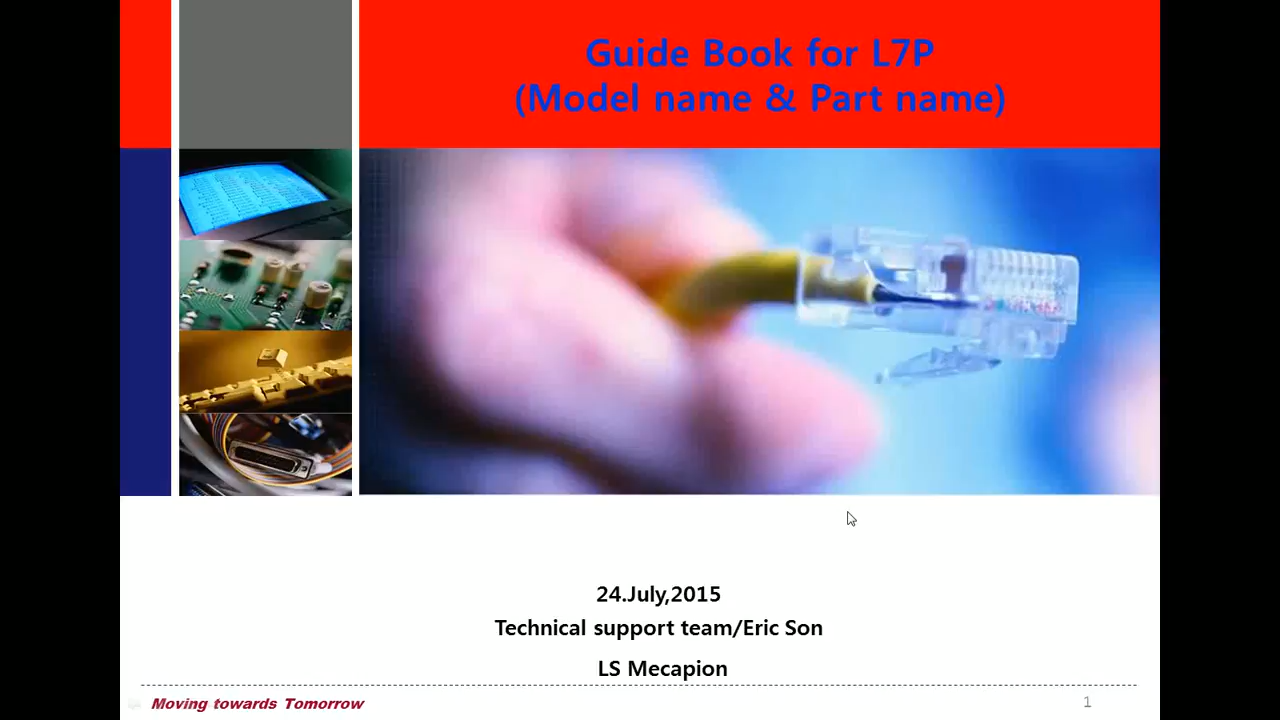 Guide Book for L7P
(Model name & Part name)
24.July,2015
Technical support team/Eric Son
LS Mecapion
Moving towards Tomorrow
1